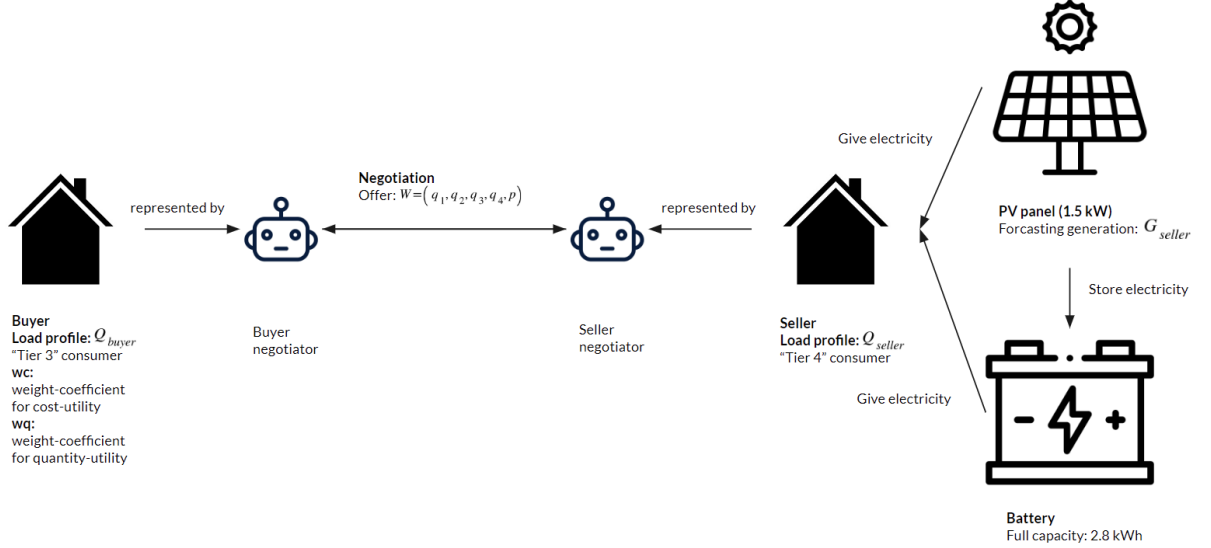 Negotiation
Offer: W=(q1,q2,q3,q4,p)
represented by
represented by
Give electricity
PV panel (1.5 kW)
Forcasting generation: Gseller
Store electricity
Buyer
Load profile: Qbuyer
“Tier 3” consumer
wc:
weight-coefficient
for cost-utility
wq:
weight-coefficient
for quantity-utility
Buyer
negotiator
Seller
negotiator
Seller
Load profile: Qseller
“Tier 4” consumer
Give electricity
Battery
Full capacity: 2.8 kWh